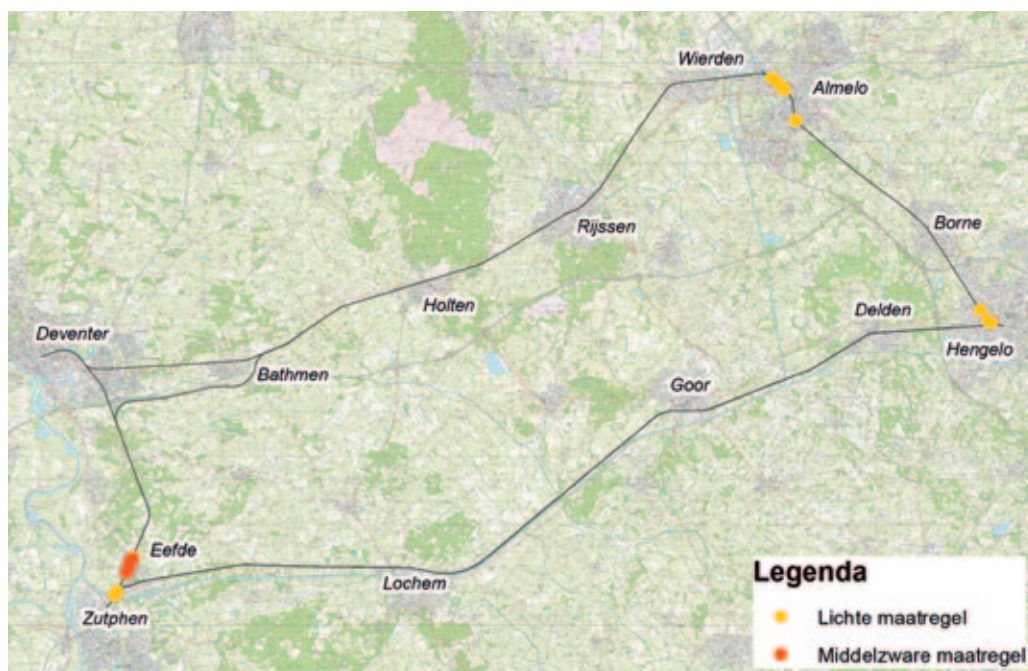 Wierden
Almelo
Rijssen
Borne
Holten
Delden
Deventer
Hengelo
Bathmen
Goor
Eefde
Lochem
Zutphen
Legenda
Lichte maatregel
Middelzware maatregel